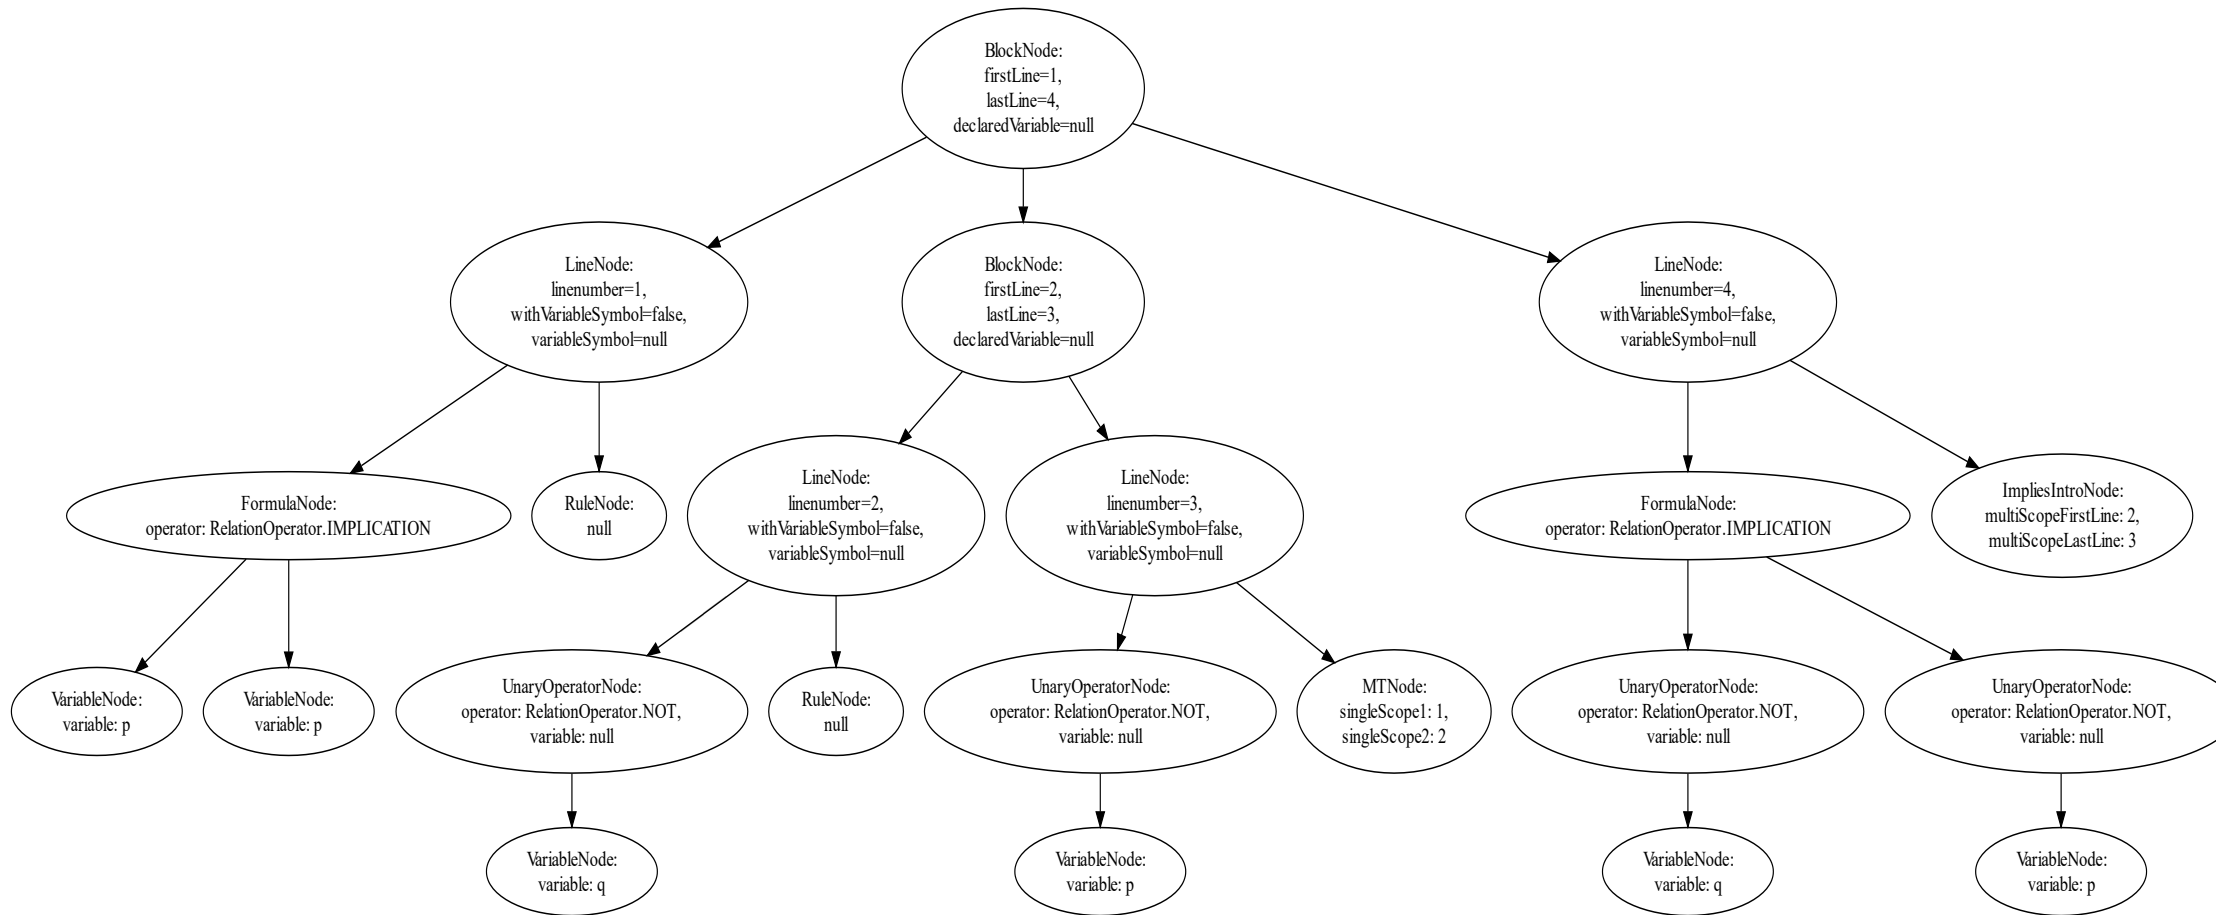 BlockNode:
firstLine=1,
lastLine=4,
declaredVariable=null
LineNode:
linenumber=1,
withVariableSymbol=false,
variableSymbol=null
BlockNode:
firstLine=2,
lastLine=3,
declaredVariable=null
LineNode:
linenumber=4,
withVariableSymbol=false,
variableSymbol=null
FormulaNode:
operator: RelationOperator.IMPLICATION
RuleNode:
null
LineNode:
linenumber=2,
withVariableSymbol=false,
variableSymbol=null
LineNode:
linenumber=3,
withVariableSymbol=false,
variableSymbol=null
FormulaNode:
operator: RelationOperator.IMPLICATION
ImpliesIntroNode:
multiScopeFirstLine: 2,
multiScopeLastLine: 3
VariableNode:
variable: p
VariableNode:
variable: p
UnaryOperatorNode:
operator: RelationOperator.NOT,
variable: null
RuleNode:
null
UnaryOperatorNode:
operator: RelationOperator.NOT,
variable: null
MTNode:
singleScope1: 1,
singleScope2: 2
UnaryOperatorNode:
operator: RelationOperator.NOT,
variable: null
UnaryOperatorNode:
operator: RelationOperator.NOT,
variable: null
VariableNode:
variable: q
VariableNode:
variable: p
VariableNode:
variable: q
VariableNode:
variable: p